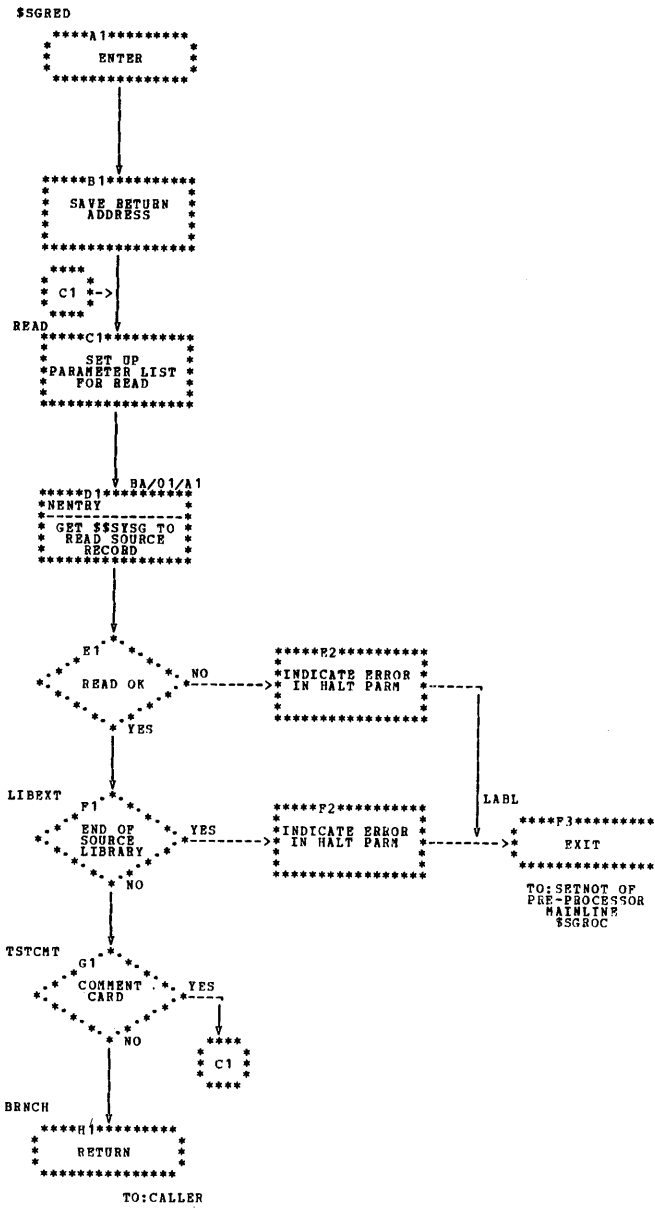 $SGRED
A1
ENTER
B1
SAVE RETURN
ADDRESS
C1
READ
C1
SET UP
PARAMETER LIST
FOR READ
BA/01/A1
D1
NENTRY
GET $$SYSG TO
READ SOURCE
RECORD
E1
READ OK
NO
YES
E2
INDICATE ERROR
IN HALT PARM
LIBEXT
F1
END OF
SOURCE
LIBRARY
YES
NO
F2
INDICATE ERROR
IN HALT PARM
LABL
F3
EXIT
TO:SETNOT OF
PRE-PROCESSOR
MAINLINE
$SGROC
TSTCMT
G1
COMMENT
CARD
YES
NO
C1
BRNCH
H1
RETURN
TO:CALLER